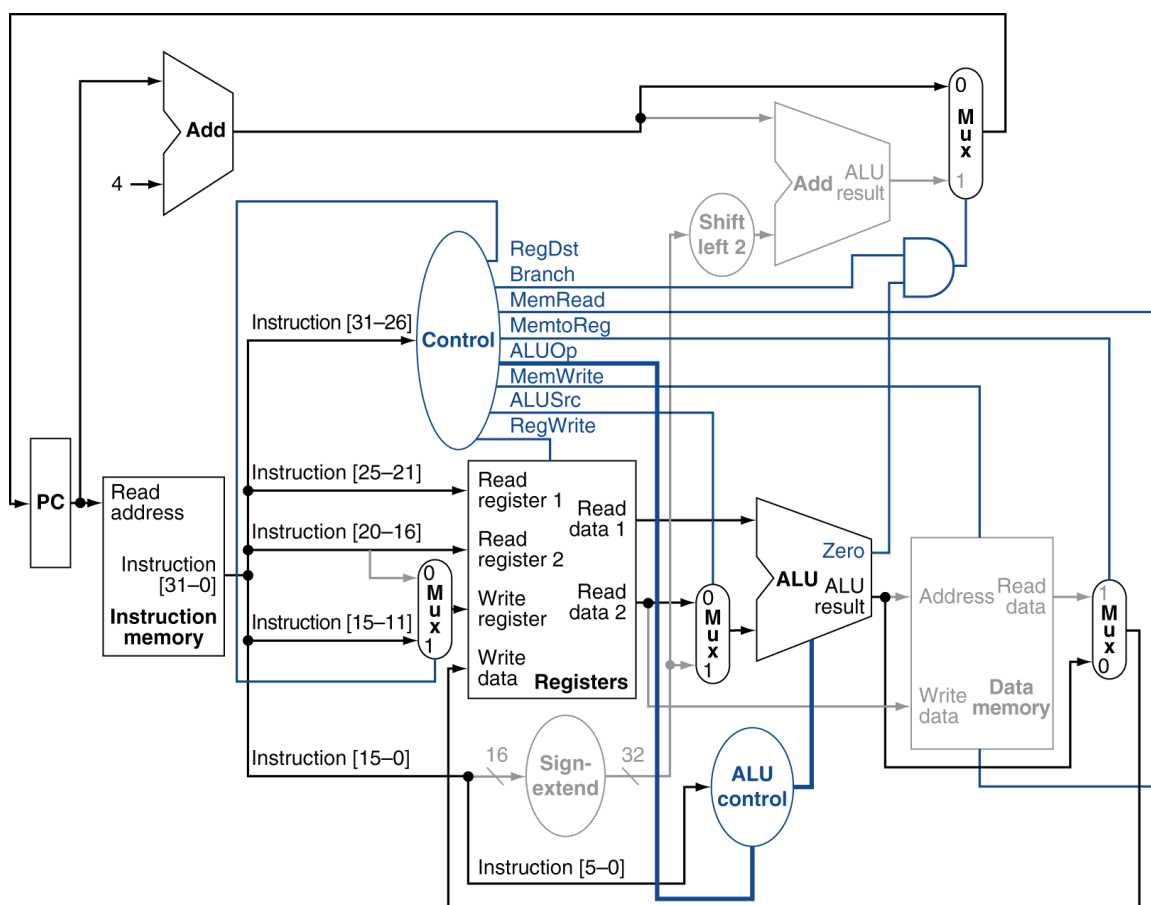 0
M
u
x
1
Add
4
Add
ALU
result
Shift
left 2
RegDst
Branch
MemRead
MemtoReg
ALUOp
MemWrite
ALUSrc
RegWrite
Control
Instruction [31–26]
Instruction [25–21]
Instruction [20–16]
Instruction [15–11]
Instruction [15–0]
Instruction [5–0]
PC
Read
address
Instruction
[31–0]
Instruction
memory
0
M
u
x
1
Read
register 1
Read
register 2
Write
register
Write
data
Read
data 1
Read
data 2
Registers
0
M
u
x
1
Zero
ALU
ALU
result
Address
Read
data
Write
data
Data
memory
1
M
u
x
0
16
Sign-
extend
32
ALU
control